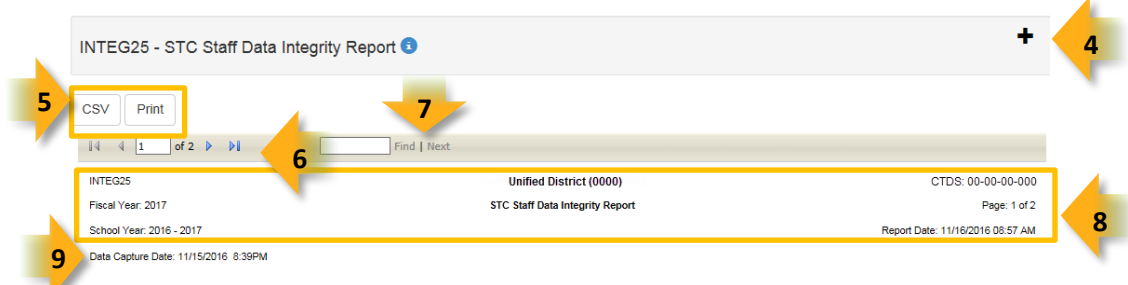 INTEG25 - STC Staff Data Integrity Report i
4
5
CSV Print
7
1 of 2
6
Find | Next
INTEG25 Unified District (0000) CTDS: 00-00-00-000
Fiscal Year: 2017 STC Staff Data Integrity Report Page: 1 of 2
8
School Year: 2016 - 2017 Report Date: 11/16/2016 08:57 AM
9
Data Capture Date: 11/15/2016 8:39PM